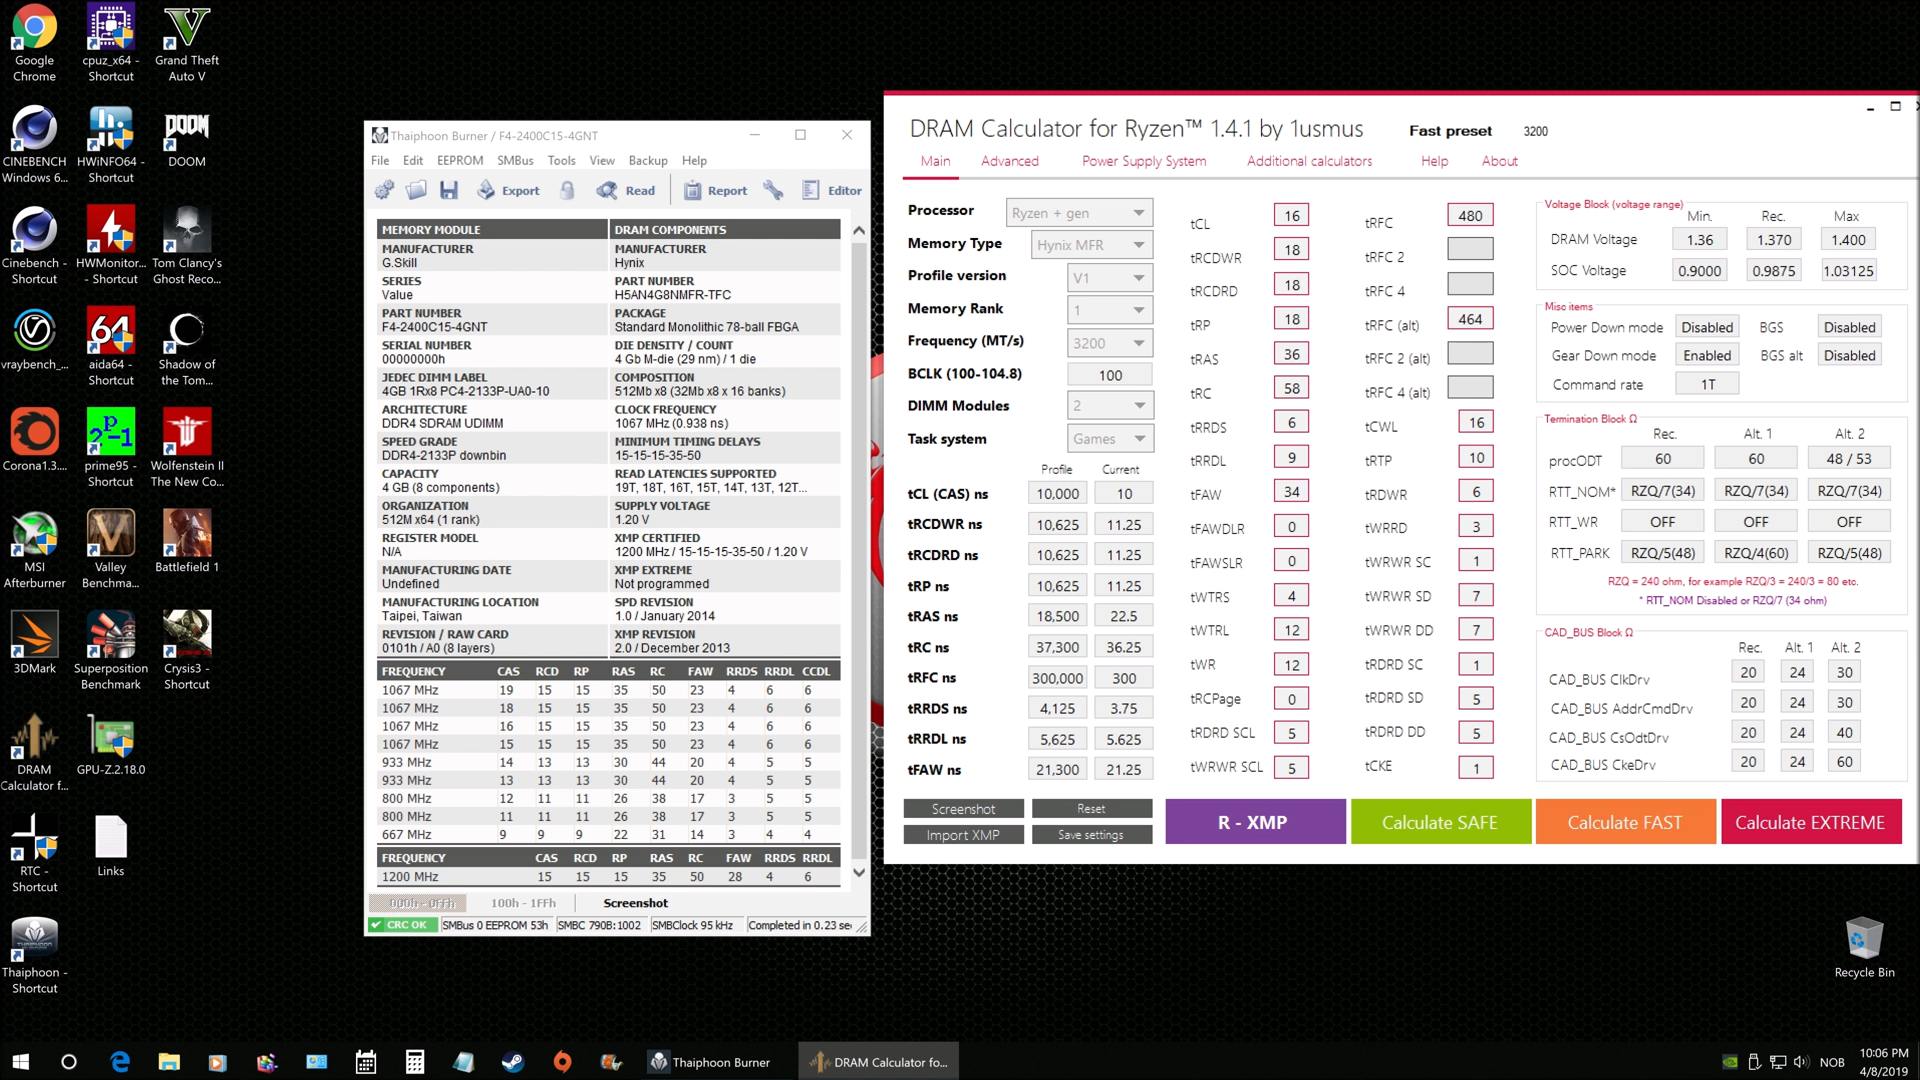 Google Chrome
cpuz_x64 - Shortcut
Grand Theft Auto V
CINEBENCH Windows 6...
HWiNFO64 - Shortcut
DOOM
DOOM
Cinebench - Shortcut
HWMonitor... - Shortcut
Tom Clancy's Ghost Reco...
vraybench_...
64
aida64 - Shortcut
Shadow of the Tom...
Corona1.3....
prime95 - Shortcut
Wolfenstein II The New Co...
MSI Afterburner
Valley Benchma...
Battlefield 1
3DMark
Superposition Benchmark
Crysis3 - Shortcut
DRAM Calculator f...
GPU-Z.2.18.0
RTC - Shortcut
Links
Thaiphoon - Shortcut
Recycle Bin
Thaiphoon Burner / F4-2400C15-4GNT
File Edit EEPROM SMBus Tools View Backup Help
Export Read Report Editor
MEMORY MODULE DRAM COMPONENTS
MANUFACTURER MANUFACTURER
G.Skill Hynix
SERIES PART NUMBER
Value H5AN4G8NMFR-TFC
PART NUMBER PACKAGE
F4-2400C15-4GNT Standard Monolithic 78-ball FBGA
SERIAL NUMBER DIE DENSITY / COUNT
00000000h 4 Gb M-die (29 nm) / 1 die
JEDEC DIMM LABEL COMPOSITION
4GB 1Rx8 PC4-2133P-UA0-10 512Mb x8 (32Mb x8 x 16 banks)
ARCHITECTURE CLOCK FREQUENCY
DDR4 SDRAM UDIMM 1067 MHz (0.938 ns)
SPEED GRADE MINIMUM TIMING DELAYS
DDR4-2133P downbin 15-15-15-35-50
CAPACITY READ LATENCIES SUPPORTED
4 GB (8 components) 19T, 18T, 16T, 15T, 14T, 13T, 12T...
ORGANIZATION SUPPLY VOLTAGE
512M x64 (1 rank) 1.20 V
REGISTER MODEL XMP CERTIFIED
N/A 1200 MHz / 15-15-15-35-50 / 1.20 V
MANUFACTURING DATE XMP EXTREME
Undefined Not programmed
MANUFACTURING LOCATION SPD REVISION
Taipei, Taiwan 1.0 / January 2014
REVISION / RAW CARD XMP REVISION
0101h / A0 (8 layers) 2.0 / December 2013
FREQUENCY CAS RCD RP RAS RC FAW RRDS RRDL CCDL
1067 MHz 19 15 15 35 50 23 4 6 6
1067 MHz 18 15 15 35 50 23 4 6 6
1067 MHz 16 15 15 35 50 23 4 6 6
1067 MHz 15 15 15 35 50 23 4 6 6
933 MHz 14 13 13 30 44 20 4 5 5
933 MHz 13 13 13 30 44 20 4 5 5
800 MHz 12 11 11 26 38 17 3 5 5
800 MHz 11 11 11 26 38 17 3 5 5
667 MHz 9 9 9 22 31 14 3 4 4
FREQUENCY CAS RCD RP RAS RC FAW RRDS RRDL
1200 MHz 15 15 15 35 50 28 4 6
000h - 0FFh 100h - 1FFh Screenshot
CRC OK SMBus 0 EEPROM 53h SMBC 790B:1002 SMBClock 95 kHz Completed in 0.23 se
DRAM Calculator for Ryzen™ 1.4.1 by 1usmus Fast preset 3200
Main Advanced Power Supply System Additional calculators Help About
Processor Ryzen + gen
Memory Type Hynix MFR
Profile version V1
Memory Rank 1
Frequency (MT/s) 3200
BCLK (100-104.8) 100
DIMM Modules 2
Task system Games
Profile Current
tCL (CAS) ns 10,000 10
tRCDWR ns 10,625 11.25
tRCDRD ns 10,625 11.25
tRP ns 10,625 11.25
tRAS ns 18,500 22.5
tRC ns 37,300 36.25
tRFC ns 300,000 300
tRRDS ns 4,125 3.75
tRRDL ns 5,625 5.625
tFAW ns 21,300 21.25
Screenshot Reset
Import XMP Save settings
tCL 16
tRCDWR 18
tRCDRD 18
tRP 18
tRAS 36
tRC 58
tRRDS 6
tRRDL 9
tFAW 34
tFAWDLR 0
tFAWSLR 0
tWTRS 4
tWTRL 12
tWR 12
tRCPage 0
tRDRD SCL 5
tWRWR SCL 5
tRFC 480
tRFC 2
tRFC 4
tRFC (alt) 464
tRFC 2 (alt)
tRFC 4 (alt)
tCWL 16
tRTP 10
tRDWR 6
tWRRD 3
tWRWR SC 1
tWRWR SD 7
tWRWR DD 7
tRDRD SC 1
tRDRD SD 5
tRDRD DD 5
tCKE 1
Voltage Block (voltage range)
Min. Rec. Max
DRAM Voltage 1.36 1.370 1.400
SOC Voltage 0.9000 0.9875 1.03125
Misc items
Power Down mode Disabled BGS Disabled
Gear Down mode Enabled BGS alt Disabled
Command rate 1T
Termination Block Ω
Rec. Alt. 1 Alt. 2
procODT 60 60 48 / 53
RTT_NOM* RZQ/7(34) RZQ/7(34) RZQ/7(34)
RTT_WR OFF OFF OFF
RTT_PARK RZQ/5(48) RZQ/4(60) RZQ/5(48)
RZQ = 240 ohm, for example RZQ/3 = 240/3 = 80 etc.
* RTT_NOM Disabled or RZQ/7 (34 ohm)
CAD_BUS Block Ω
Rec. Alt. 1 Alt. 2
CAD_BUS ClkDrv 20 24 30
CAD_BUS AddrCmdDrv 20 24 30
CAD_BUS CsOdtDrv 20 24 40
CAD_BUS CkeDrv 20 24 60
R - XMP Calculate SAFE Calculate FAST Calculate EXTREME
Thaiphoon Burner
DRAM Calculator fo...
NOB
10:06 PM
4/8/2019